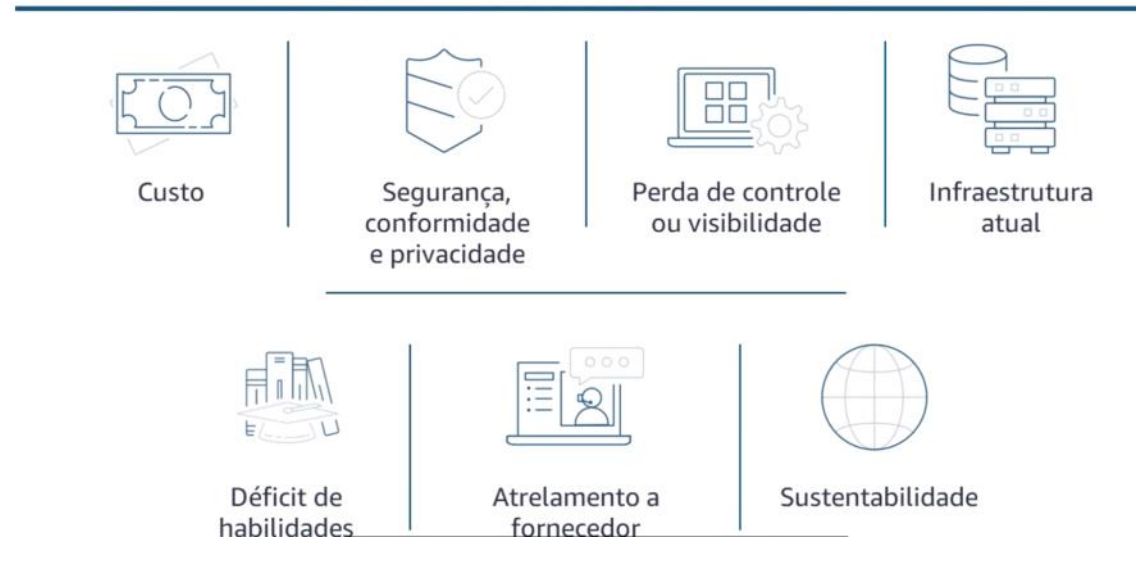 Custo
Segurança,
conformidade
e privacidade
Perda de controle
ou visibilidade
Infraestrutura
atual
Déficit de
habilidades
Atrelamento a
fornecedor
Sustentabilidade